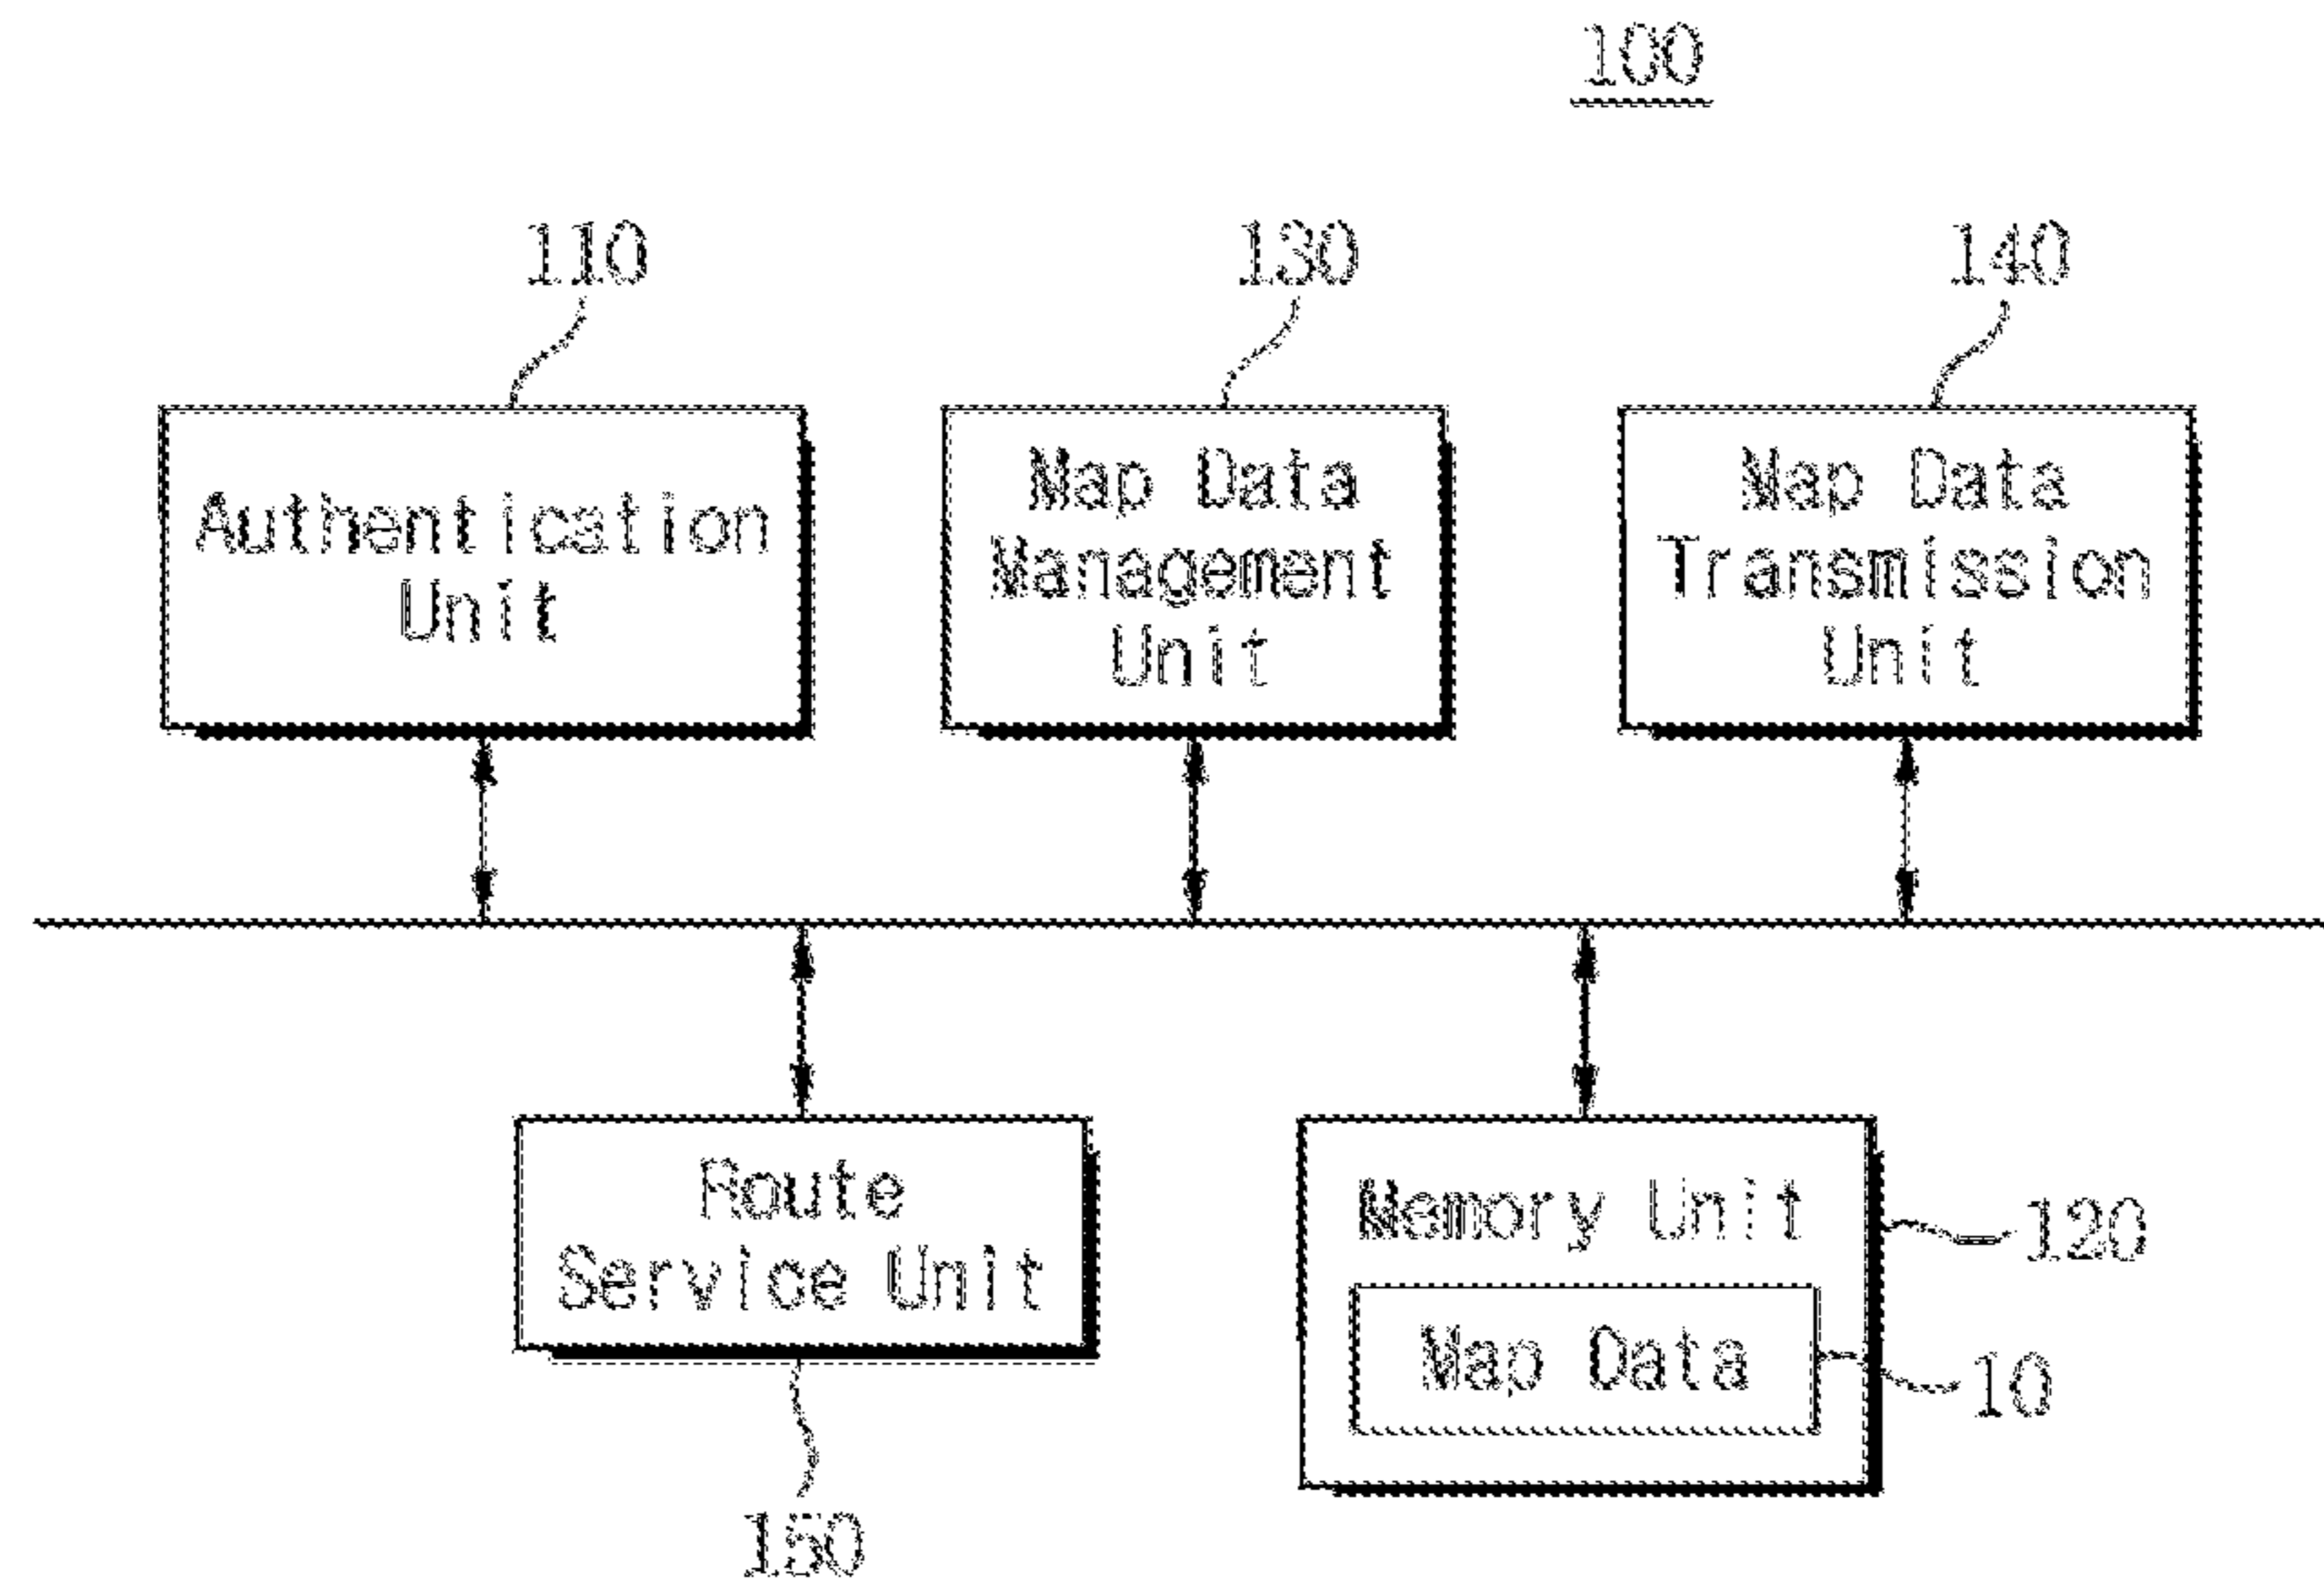 100
110
130
140
Authentication
Unit
Map Data
Management
Unit
Map Data
Transmission
Unit
Route
Service Unit
Memory Unit
120
Map Data
10
150